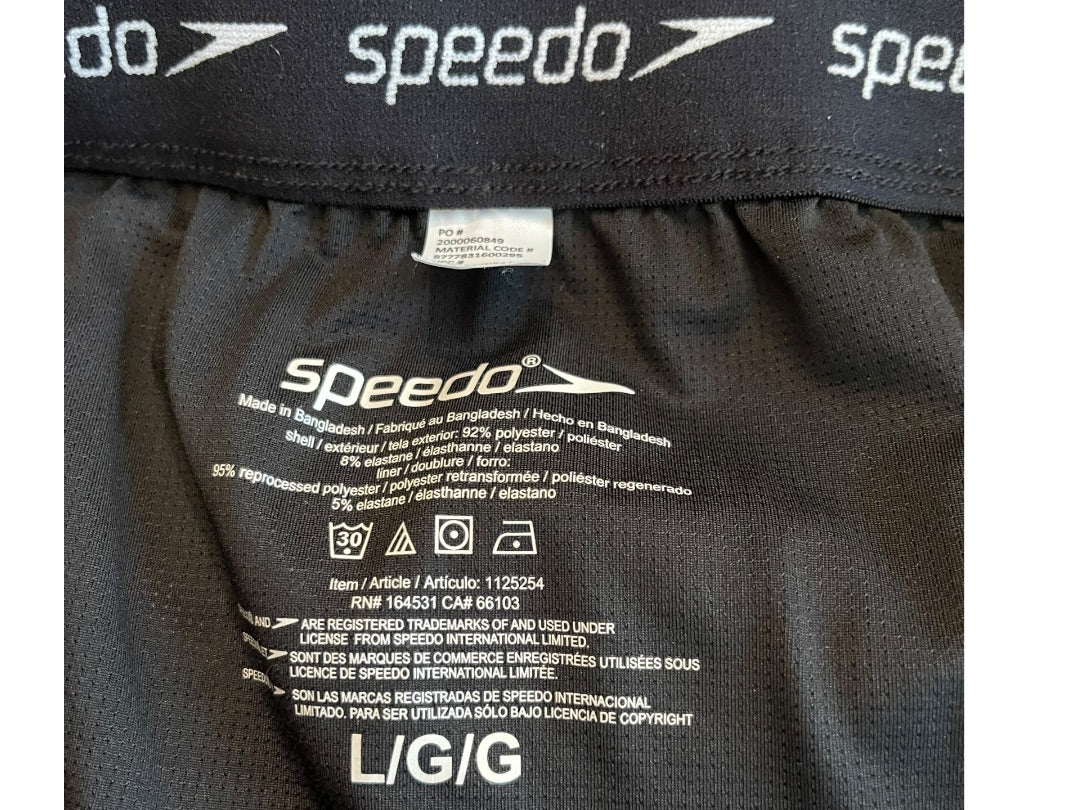 do speedo spe
PO #
2000060849
MATERIAL CODE #
8777831600295
speedo®
Made in Bangladesh / Fabriqué au Bangladesh / Hecho en Bangladesh
shell / extérieur / tela exterior: 92% polyester / poliéster
8% elastane / élasthanne / elastano
liner / doublure / forro:
95% reprocessed polyester / polyester retransformée / poliéster regenerado
5% elastane / élasthanne / elastano
30
Item / Article / Artículo: 1125254
RN# 164531 CA# 66103
AND ARE REGISTERED TRADEMARKS OF AND USED UNDER
LICENSE FROM SPEEDO INTERNATIONAL LIMITED.
SONT DES MARQUES DE COMMERCE ENREGISTRÉES UTILISÉES SOUS
LICENCE DE SPEEDO INTERNATIONAL LIMITÉE.
SON LAS MARCAS REGISTRADAS DE SPEEDO INTERNACIONAL
LIMITADO. PARA SER UTILIZADA SÓLO BAJO LICENCIA DE COPYRIGHT
L/G/G